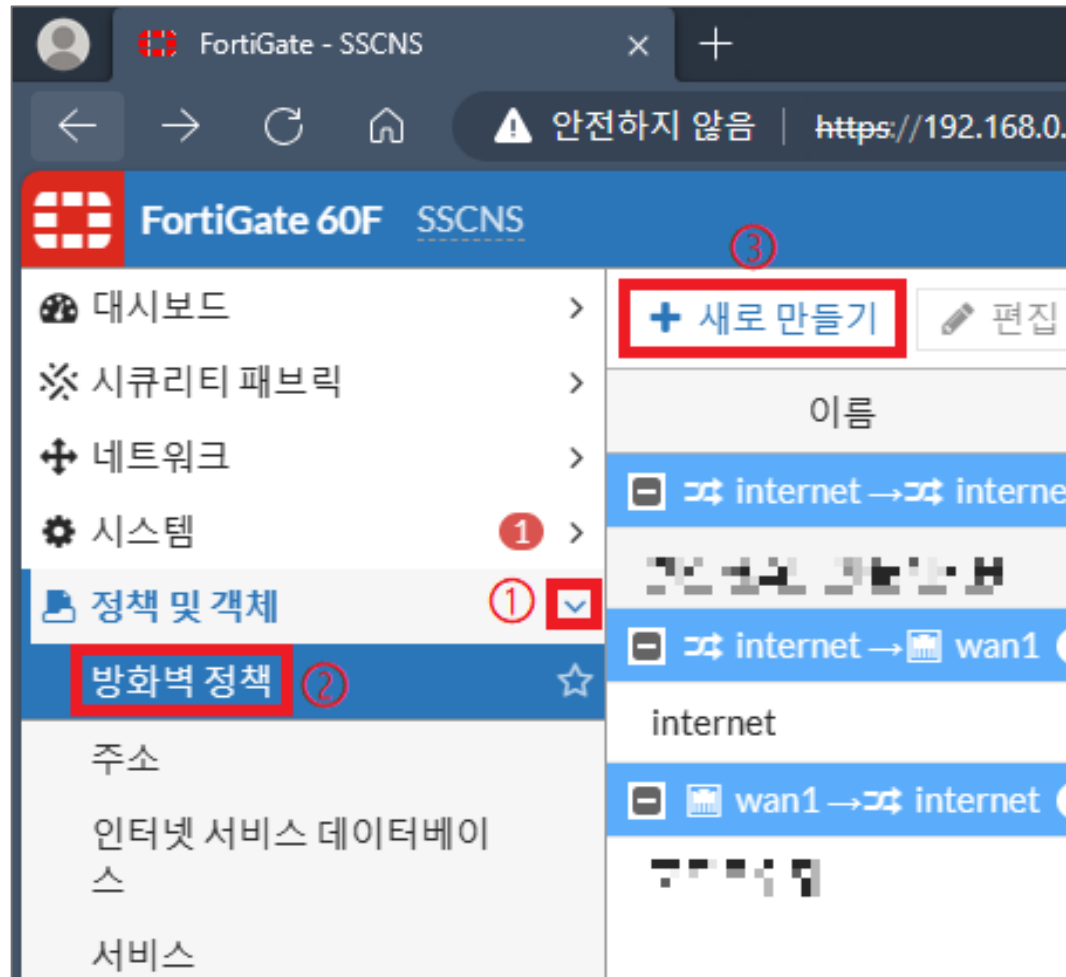 FortiGate - SSCNS
안전하지 않음 https://192.168.0.
FortiGate 60F SSCNS
③
대시보드
시큐리티 패브릭
네트워크
시스템 1
① 정책 및 객체
방화벽 정책 ②
주소
인터넷 서비스 데이터베이
스
서비스
+ 새로 만들기 편집
이름
internet → interne
internet → wan1
internet
wan1 → internet